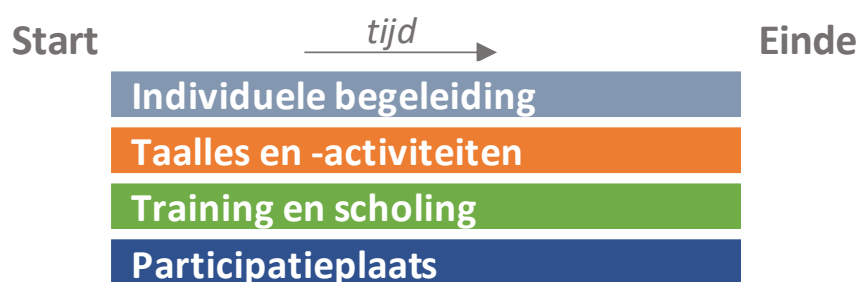 Start tijd Einde
Individuele begeleiding
Taalles en -activiteiten
Training en scholing
Participatieplaats